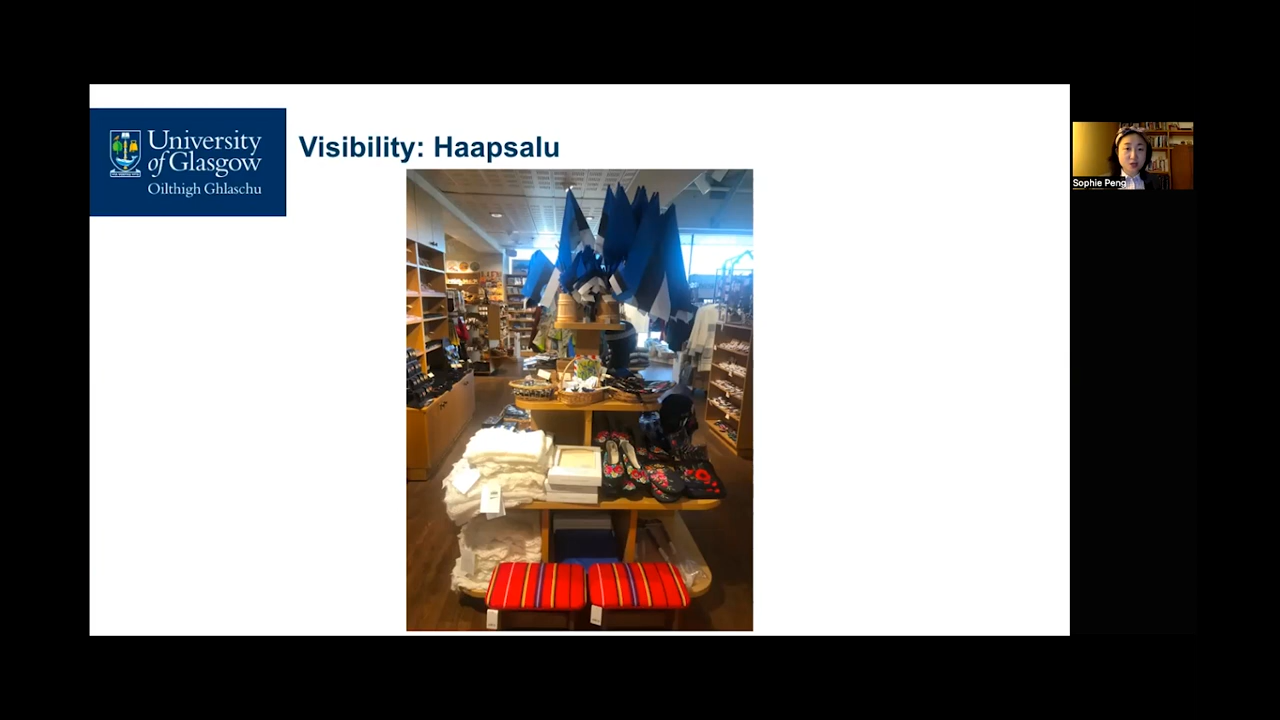 University
of Glasgow
Oilthigh Ghlaschu
Visibility: Haapsalu
Sophie Peng